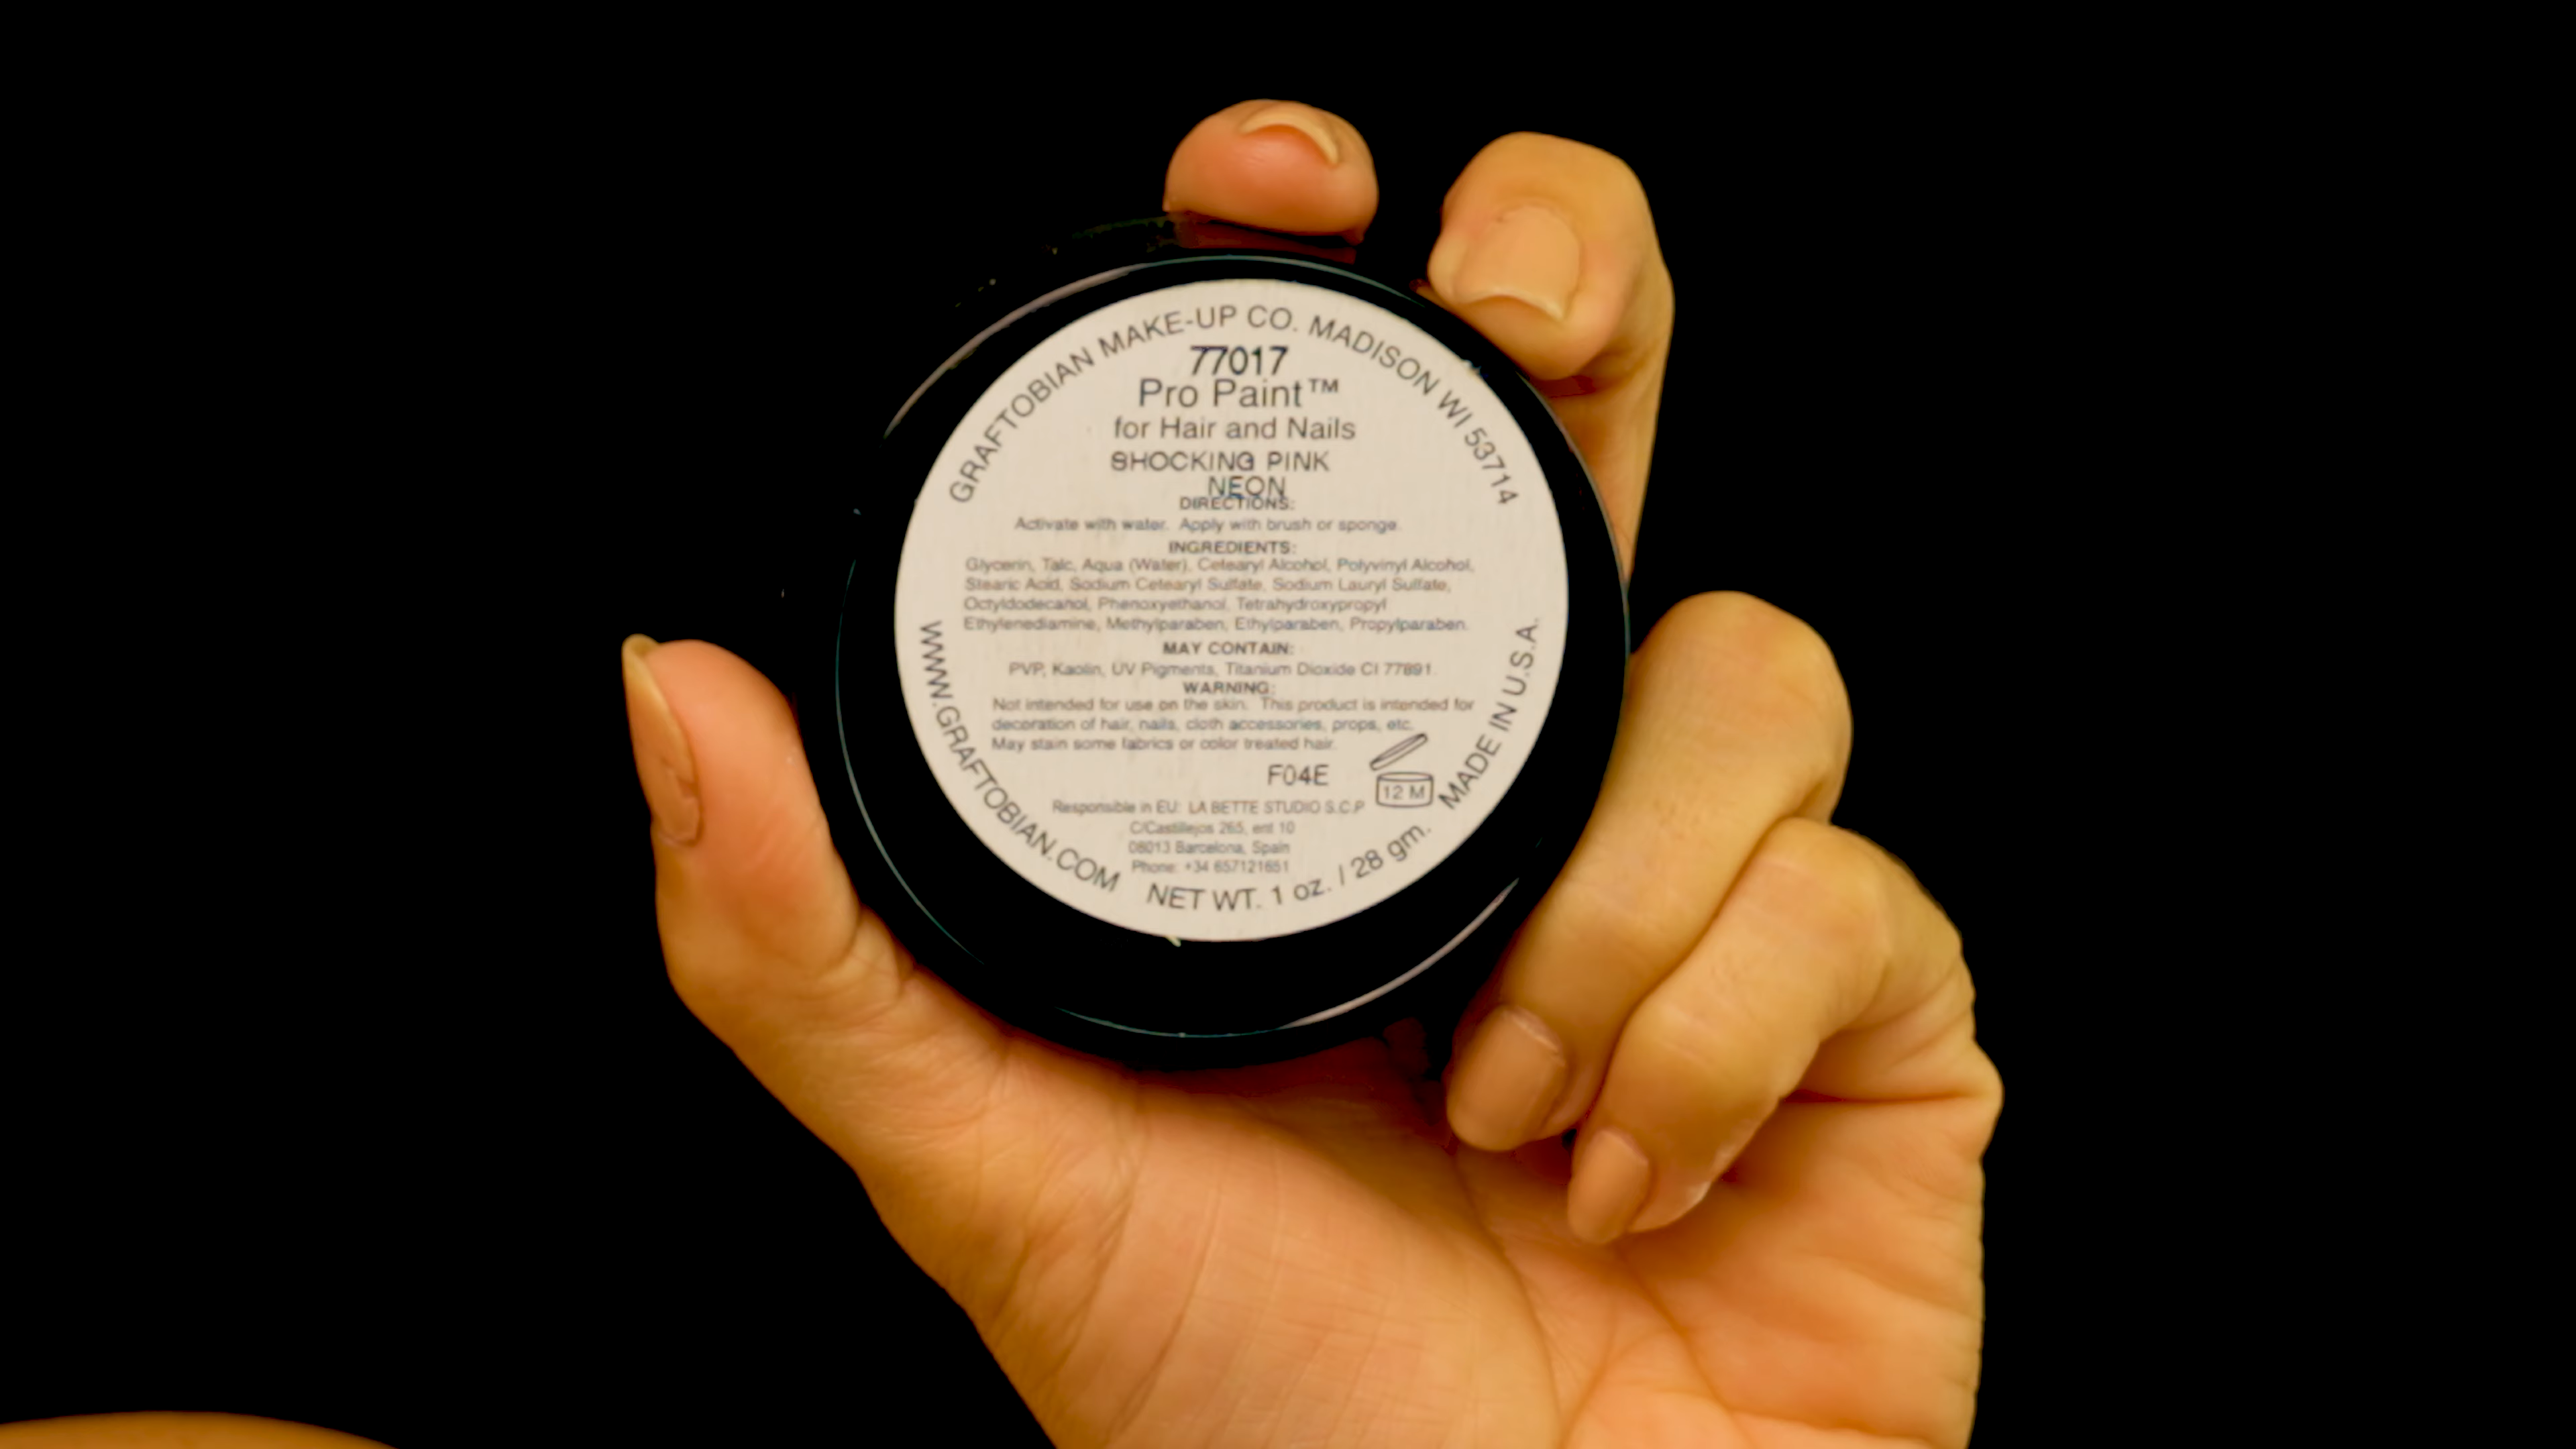 GRAFTOBIAN MAKE-UP CO. MADISON WI 53714
77017
Pro Paint™
for Hair and Nails
SHOCKING PINK
NEON
DIRECTIONS:
Activate with water. Apply with brush or sponge.
INGREDIENTS:
Glycerin, Talc, Aqua (Water), Cetearyl Alcohol, Polyvinyl Alcohol,
Stearic Acid, Sodium Cetearyl Sulfate, Sodium Lauryl Sulfate,
Octyldodecanol, Phenoxyethanol, Tetrahydroxypropyl
Ethylenediamine, Methylparaben, Ethylparaben, Propylparaben.
MAY CONTAIN:
PVP, Kaolin, UV Pigments, Titanium Dioxide CI 77891.
WARNING:
Not intended for use on the skin. This product is intended for
decoration of hair, nails, cloth accessories, props, etc.
May stain some fabrics or color treated hair.
F04E
12 M
Responsible in EU: LA BETTE STUDIO S.C.P
C/Castillejos 265, ent 10
08013 Barcelona, Spain
Phone: +34 657121651
WWW.GRAFTOBIAN.COM
NET WT. 1 oz. / 28 gm.
MADE IN U.S.A.